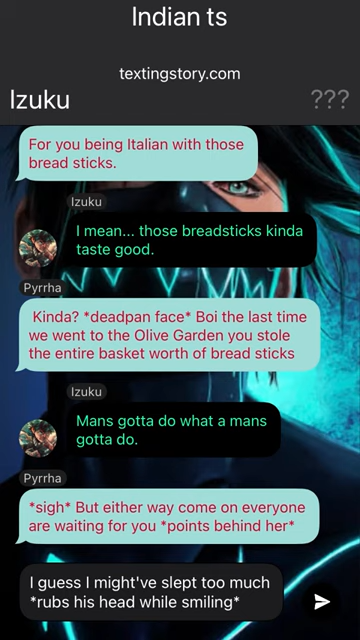 Indian ts
textingstory.com
Izuku
???
For you being Italian with those
bread sticks.
Izuku
I mean... those breadsticks kinda
taste good.
Pyrrha
Kinda? *deadpan face* Boi the last time
we went to the Olive Garden you stole
the entire basket worth of bread sticks
Izuku
Mans gotta do what a mans
gotta do.
Pyrrha
*sigh* But either way come on everyone
are waiting for you *points behind her*
I guess I might've slept too much
*rubs his head while smiling*